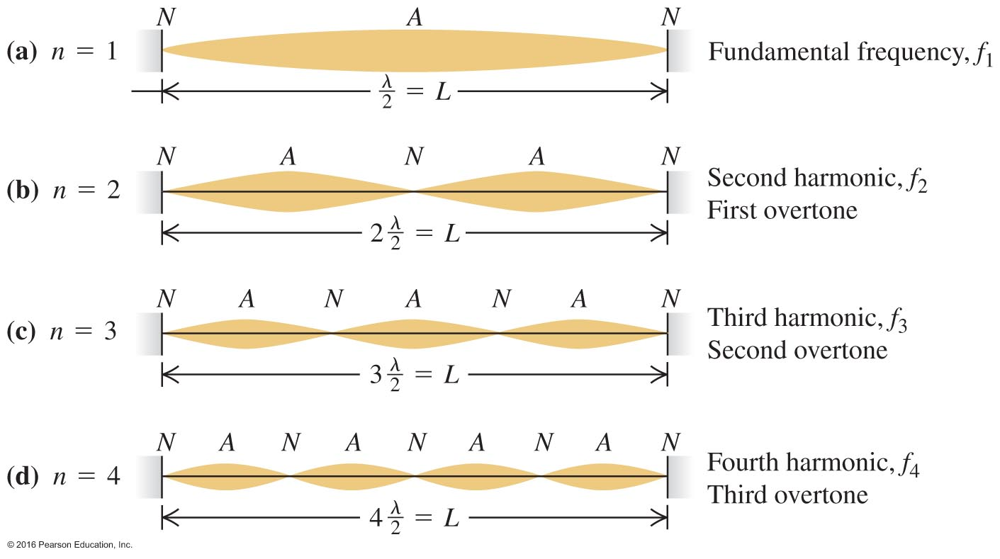 N A N
(a) n = 1
Fundamental frequency, f₁
λ/2 = L
N A N A N
(b) n = 2
Second harmonic, f₂
First overtone
2 λ/2 = L
N A N A N A N
(c) n = 3
Third harmonic, f₃
Second overtone
3 λ/2 = L
N A N A N A N A N
(d) n = 4
Fourth harmonic, f₄
Third overtone
4 λ/2 = L
© 2016 Pearson Education, Inc.